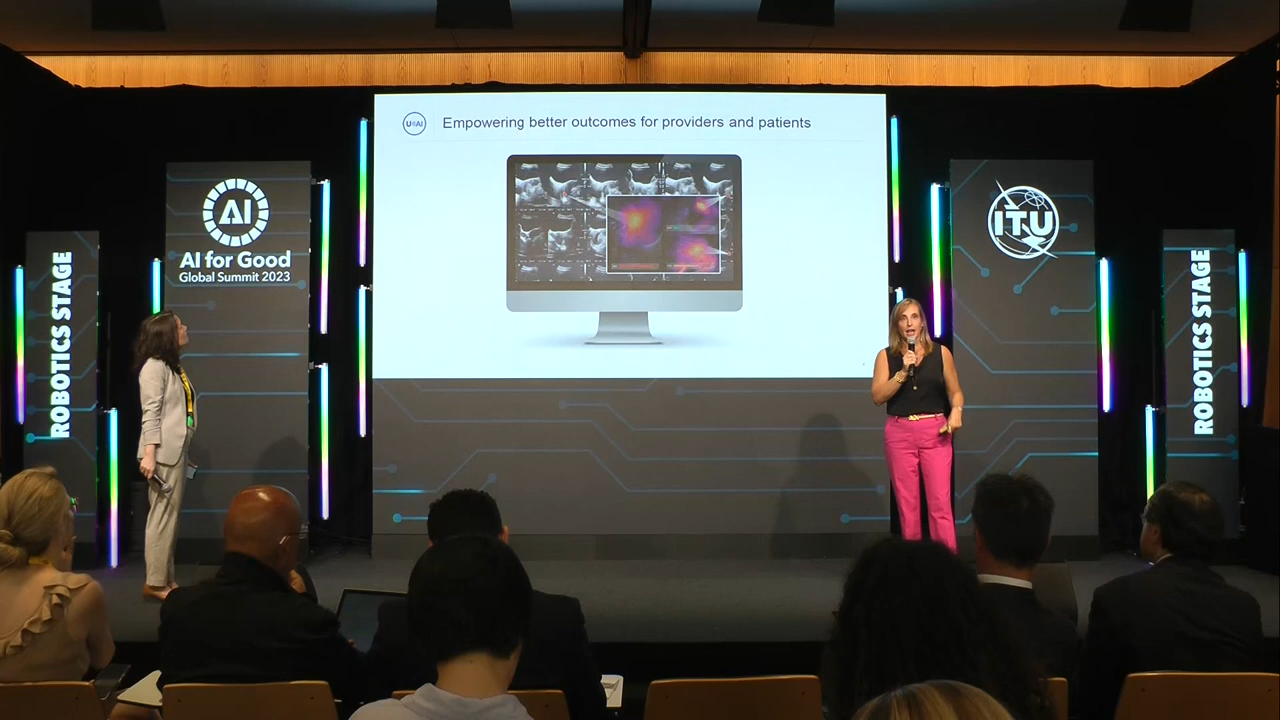 U AI
Empowering better outcomes for providers and patients
AI
AI for Good
Global Summit 2023
ITU
ROBOTICS STAGE
ROBOTICS STAGE